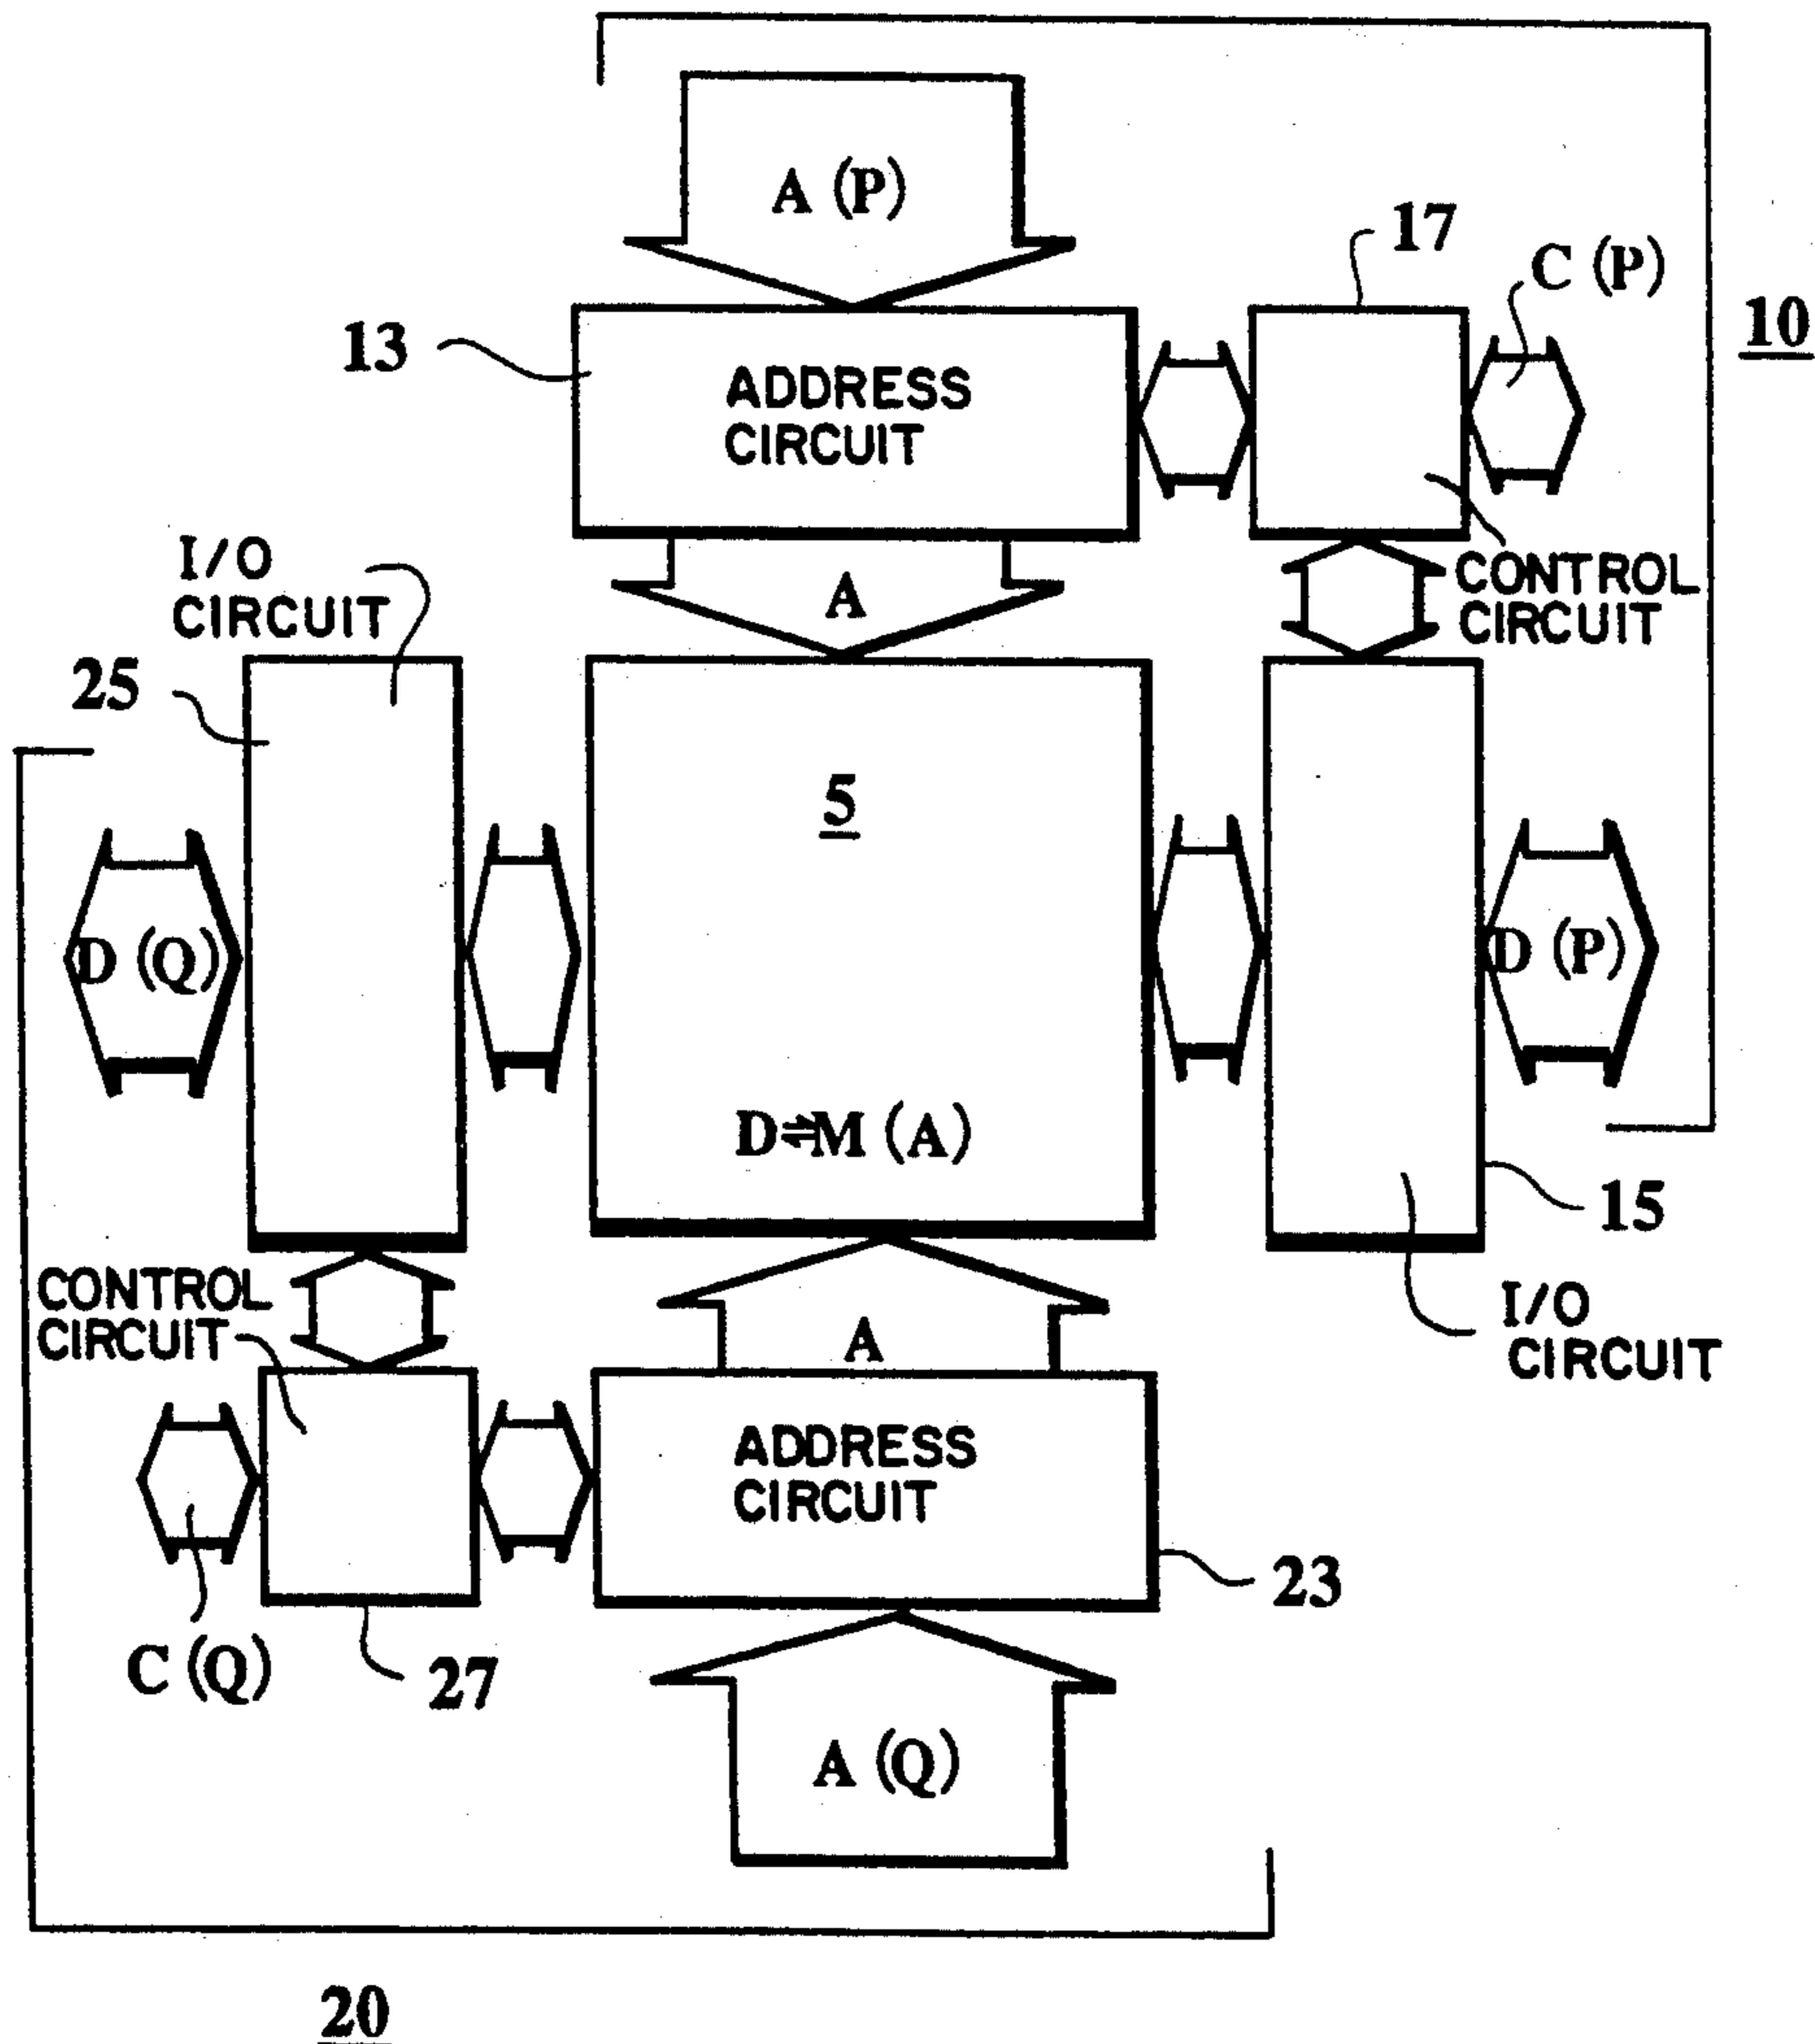 A (P)
17
C (P)
10
13
ADDRESS
CIRCUIT
I/O
CIRCUIT
A
CONTROL
CIRCUIT
25
5
D (Q)
D (P)
D⇌M (A)
15
CONTROL
CIRCUIT
A
I/O
CIRCUIT
ADDRESS
CIRCUIT
23
C (Q)
27
A (Q)
20